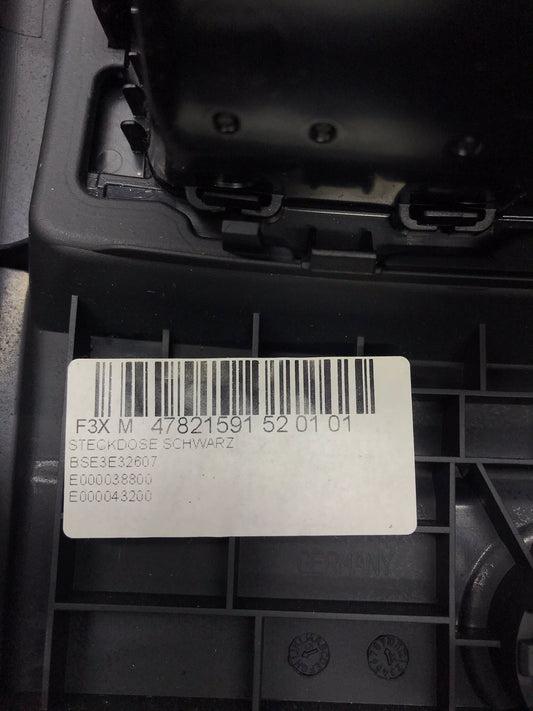 F3X M 47821591 52 01 01
STECKDOSE SCHWARZ
BSE3E32607
E000038800
E000043200
GERMANY